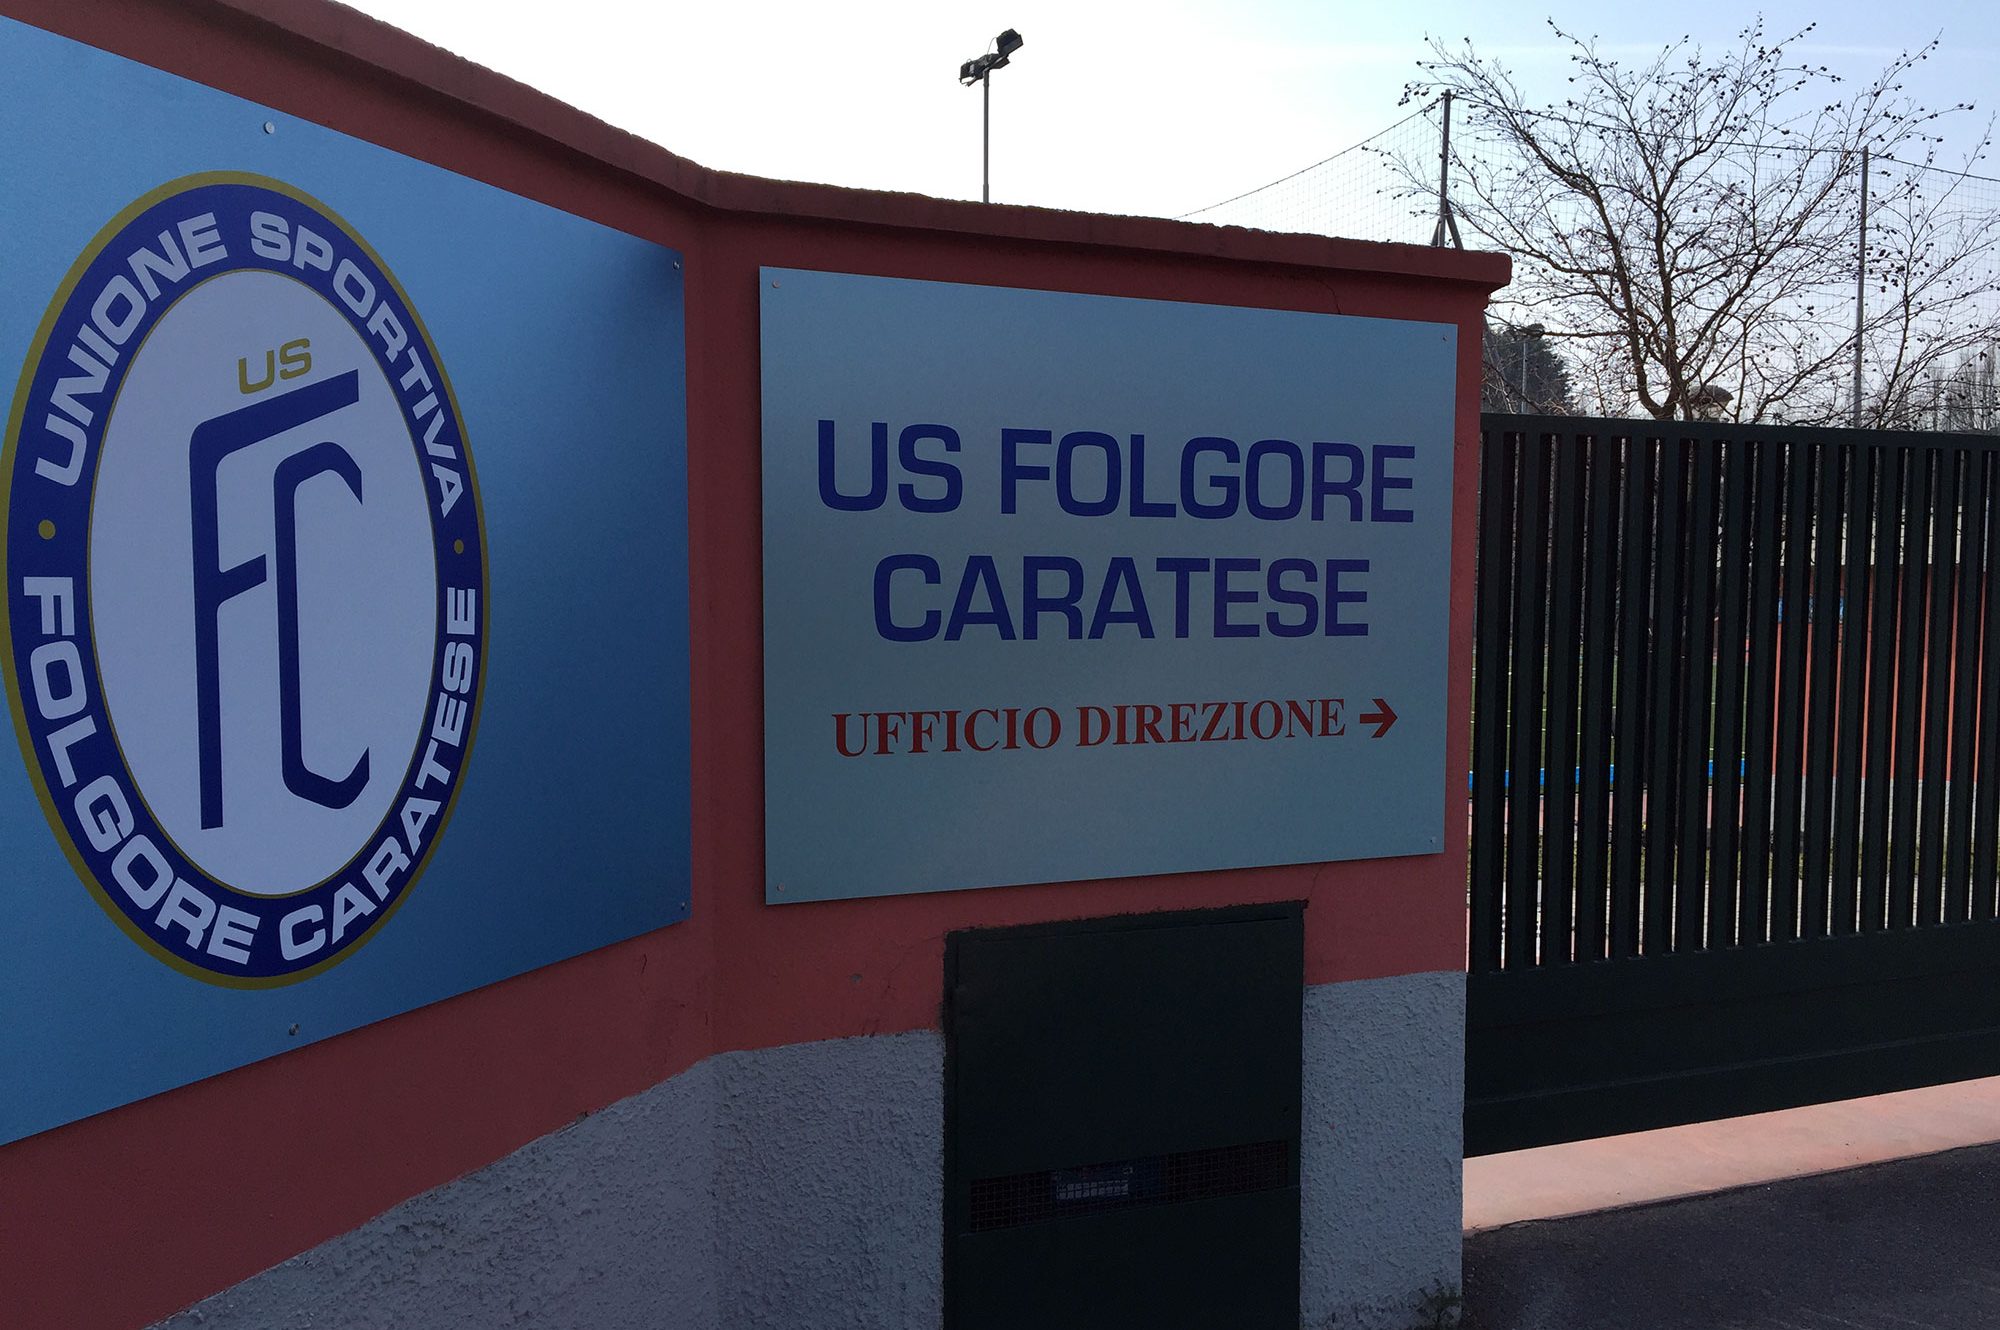 UNIONE SPORTIVA
US
FC
• FOLGORE CARATESE •
US FOLGORE
CARATESE
UFFICIO DIREZIONE →